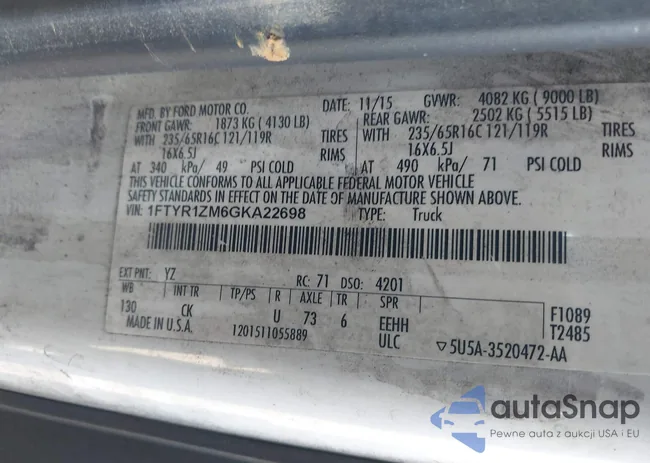 MFD. BY FORD MOTOR CO.
DATE: 11/15 GVWR: 4082 KG ( 9000 LB)
FRONT GAWR: 1873 KG ( 4130 LB) REAR GAWR: 2502 KG ( 5515 LB)
WITH 235/65R16C 121/119R TIRES WITH 235/65R16C 121/119R TIRES
16X6.5J RIMS 16X6.5J RIMS
AT 340 kPa/ 49 PSI COLD AT 490 kPa/ 71 PSI COLD
THIS VEHICLE CONFORMS TO ALL APPLICABLE FEDERAL MOTOR VEHICLE
SAFETY STANDARDS IN EFFECT ON THE DATE OF MANUFACTURE SHOWN ABOVE.
VIN: 1FTYR1ZM6GKA22698 TYPE: Truck
EXT PNT: YZ RC: 71 DSO: 4201
WB INT TR TP/PS R AXLE TR SPR
130 CK U 73 6 EEHH
F1089
T2485
MADE IN U.S.A. 1201511055889 ULC ▽5U5A-3520472-AA
autaSnap
Pewne auta z aukcji USA i EU